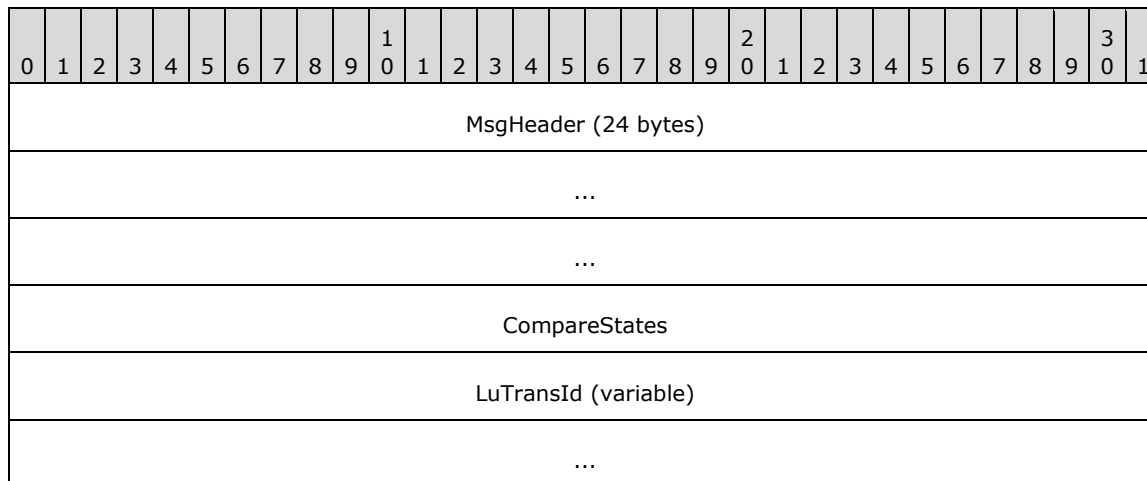 1 2 3
0 1 2 3 4 5 6 7 8 9 0 1 2 3 4 5 6 7 8 9 0 1 2 3 4 5 6 7 8 9 0 1
MsgHeader (24 bytes)
...
...
CompareStates
LuTransId (variable)
...